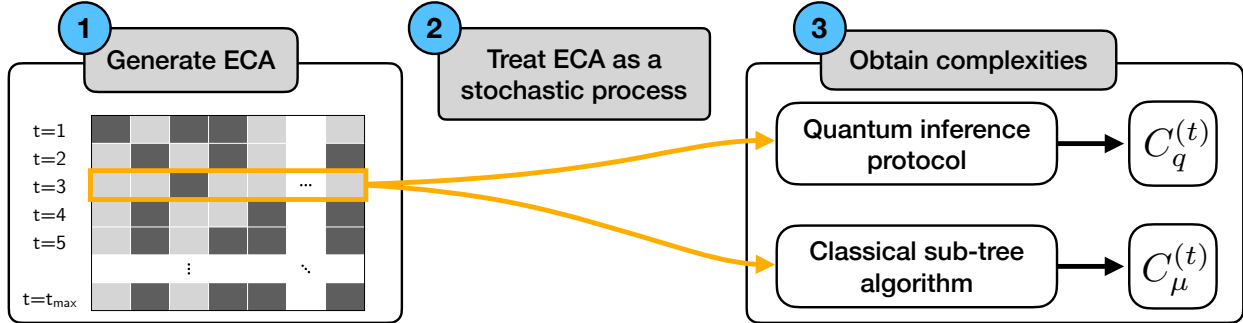 1
Generate ECA
t=1
t=2
t=3
...
t=4
t=5
⋮ ⋱
t=t_max
2
Treat ECA as a
stochastic process
3
Obtain complexities
Quantum inference
protocol
C_q^{(t)}
Classical sub-tree
algorithm
C_μ^{(t)}